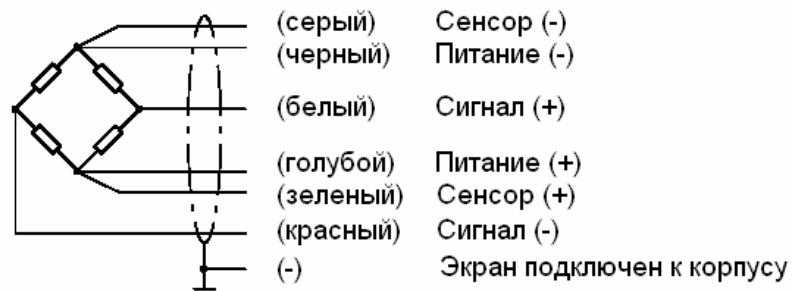 (серый) Сенсор (-)
(черный) Питание (-)
(белый) Сигнал (+)
(голубой) Питание (+)
(зеленый) Сенсор (+)
(красный) Сигнал (-)
(-) Экран подключен к корпусу